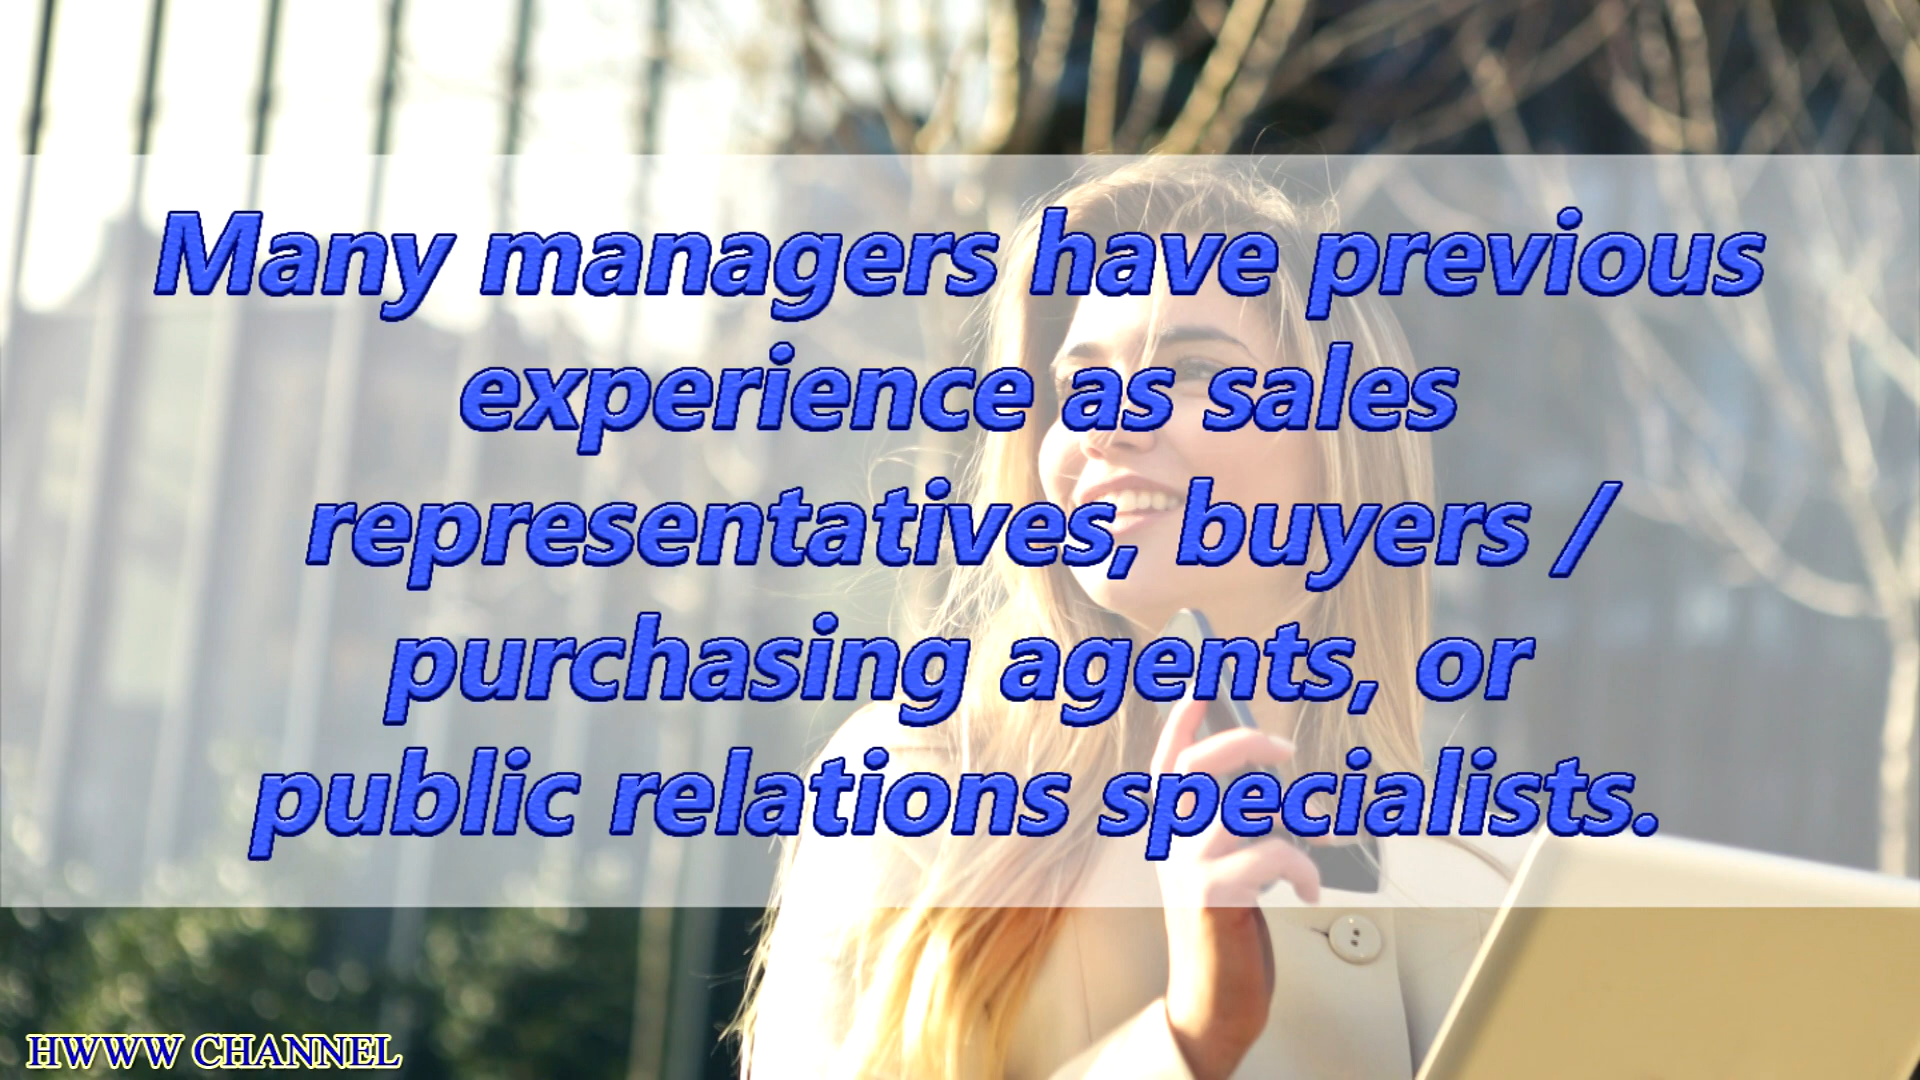 Many managers have previous
experience as sales
representatives, buyers /
purchasing agents, or
public relations specialists.
HWWW CHANNEL